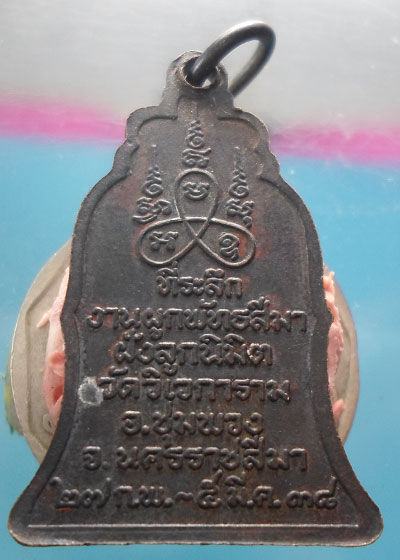 ที่ระลึก
งานผูกพัทธสีมา
ฝังลูกนิมิต
วัดวิเวการาม
อ.ชุมพวง
จ.นครราชสีมา
๒๗ ก.พ.~๕ มี.ค.๓๘